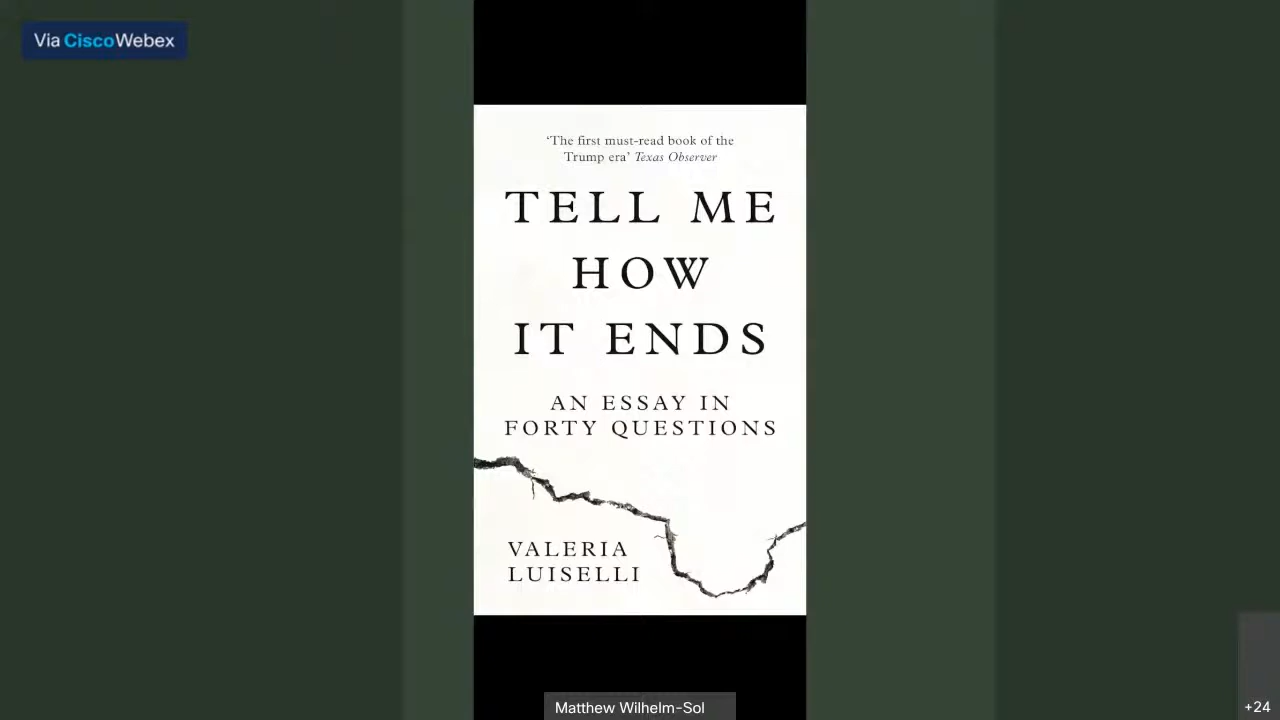 Via CiscoWebex
‘The first must-read book of the
Trump era’ Texas Observer
TELL ME
HOW
IT ENDS
AN ESSAY IN
FORTY QUESTIONS
VALERIA
LUISELLI
Matthew Wilhelm-Sol
+24